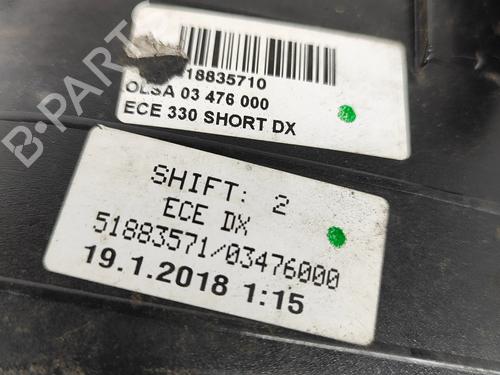 18835710
OLSA 03 476 000
ECE 330 SHORT DX
SHIFT: 2
ECE DX
51883571/03476000
19.1.2018 1:15
B-PARTS